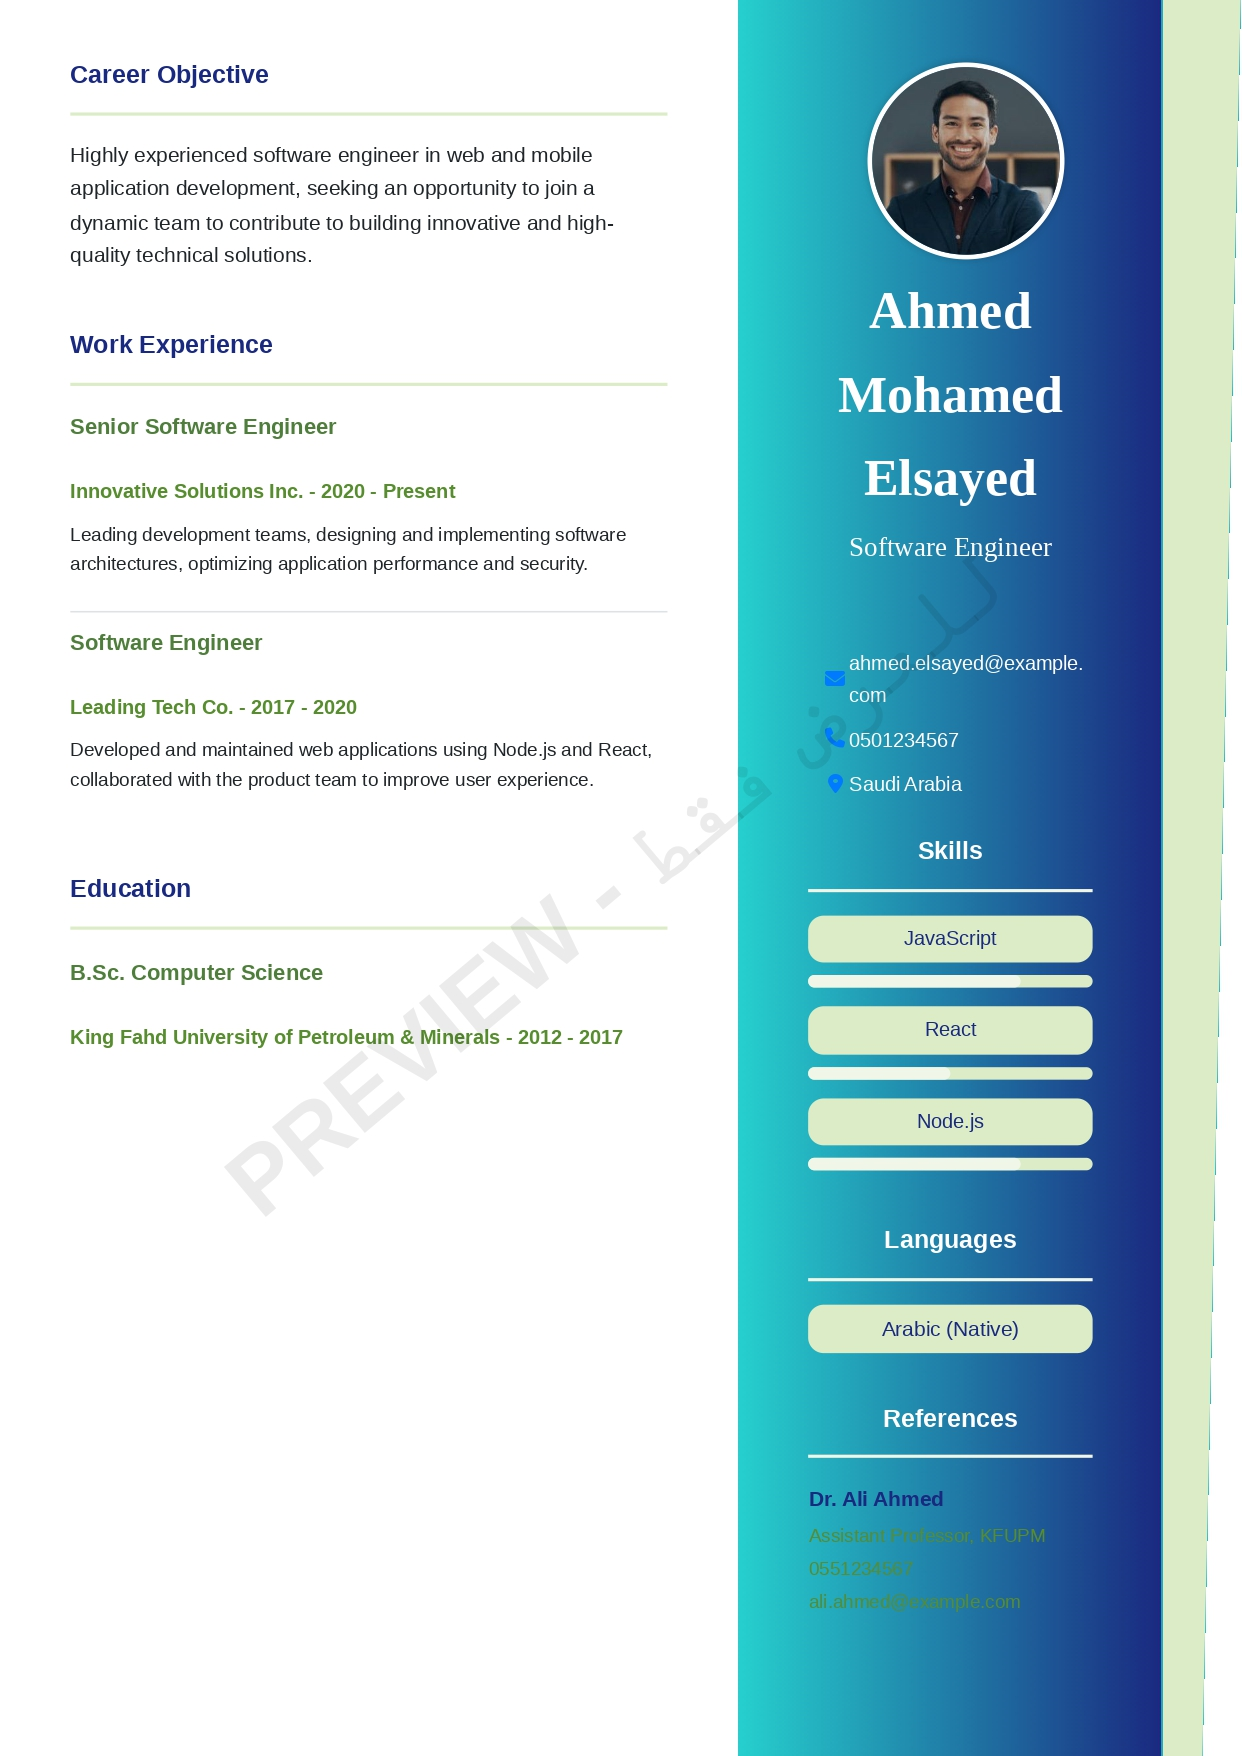 Career Objective
Highly experienced software engineer in web and mobile
application development, seeking an opportunity to join a
dynamic team to contribute to building innovative and high-
quality technical solutions.
Work Experience
Senior Software Engineer
Innovative Solutions Inc. - 2020 - Present
Leading development teams, designing and implementing software
architectures, optimizing application performance and security.
Software Engineer
Leading Tech Co. - 2017 - 2020
Developed and maintained web applications using Node.js and React,
collaborated with the product team to improve user experience.
Education
B.Sc. Computer Science
King Fahd University of Petroleum & Minerals - 2012 - 2017
Ahmed
Mohamed
Elsayed
Software Engineer
ahmed.elsayed@example.
com
0501234567
Saudi Arabia
Skills
JavaScript
React
Node.js
Languages
Arabic (Native)
References
Dr. Ali Ahmed
Assistant Professor, KFUPM
0551234567
ali.ahmed@example.com
PREVIEW - للعرض فقط